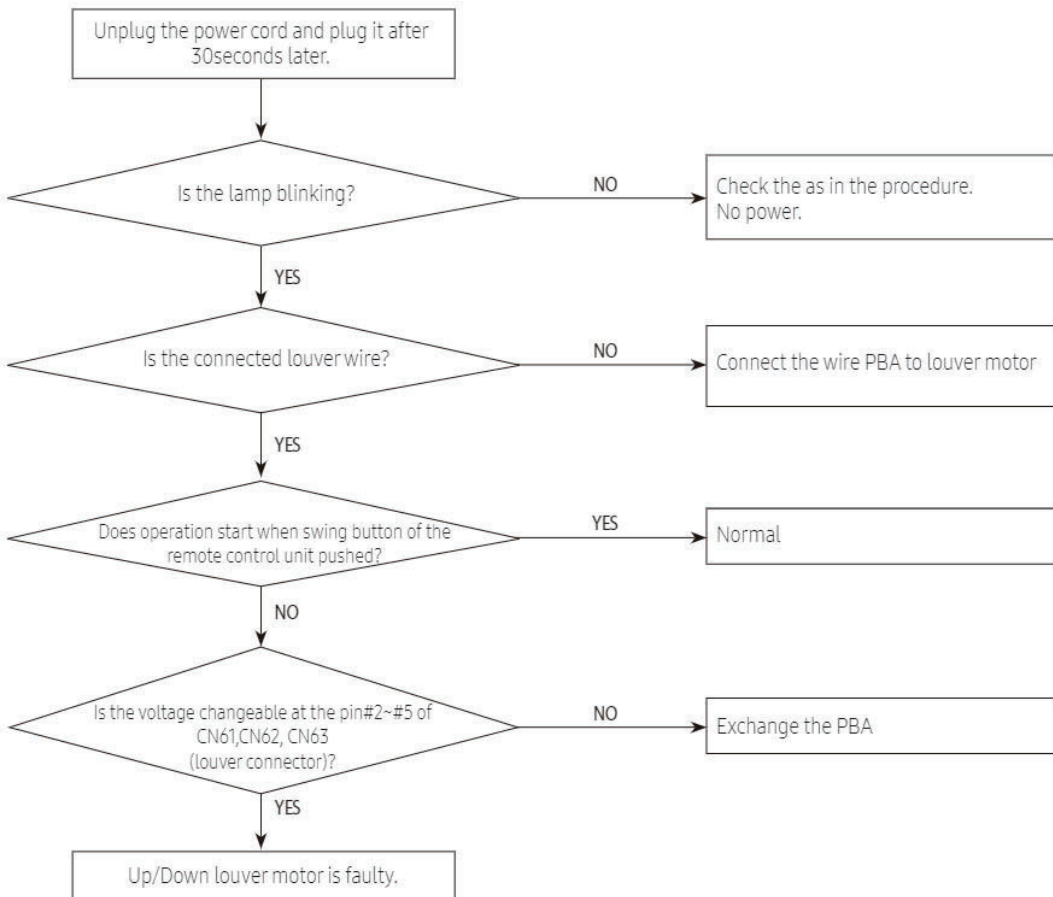 Unplug the power cord and plug it after
30seconds later.
Is the lamp blinking?
NO
Check the as in the procedure.
No power.
YES
Is the connected louver wire?
NO
Connect the wire PBA to louver motor
YES
Does operation start when swing button of the
remote control unit pushed?
YES
Normal
NO
Is the voltage changeable at the pin#2~#5 of
CN61,CN62, CN63
(louver connector)?
NO
Exchange the PBA
YES
Up/Down louver motor is faulty.